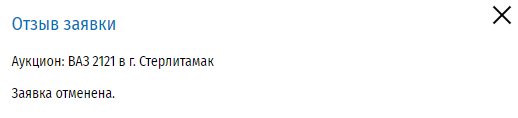 Отзыв заявки
Аукцион: ВАЗ 2121 в г. Стерлитамак
Заявка отменена.